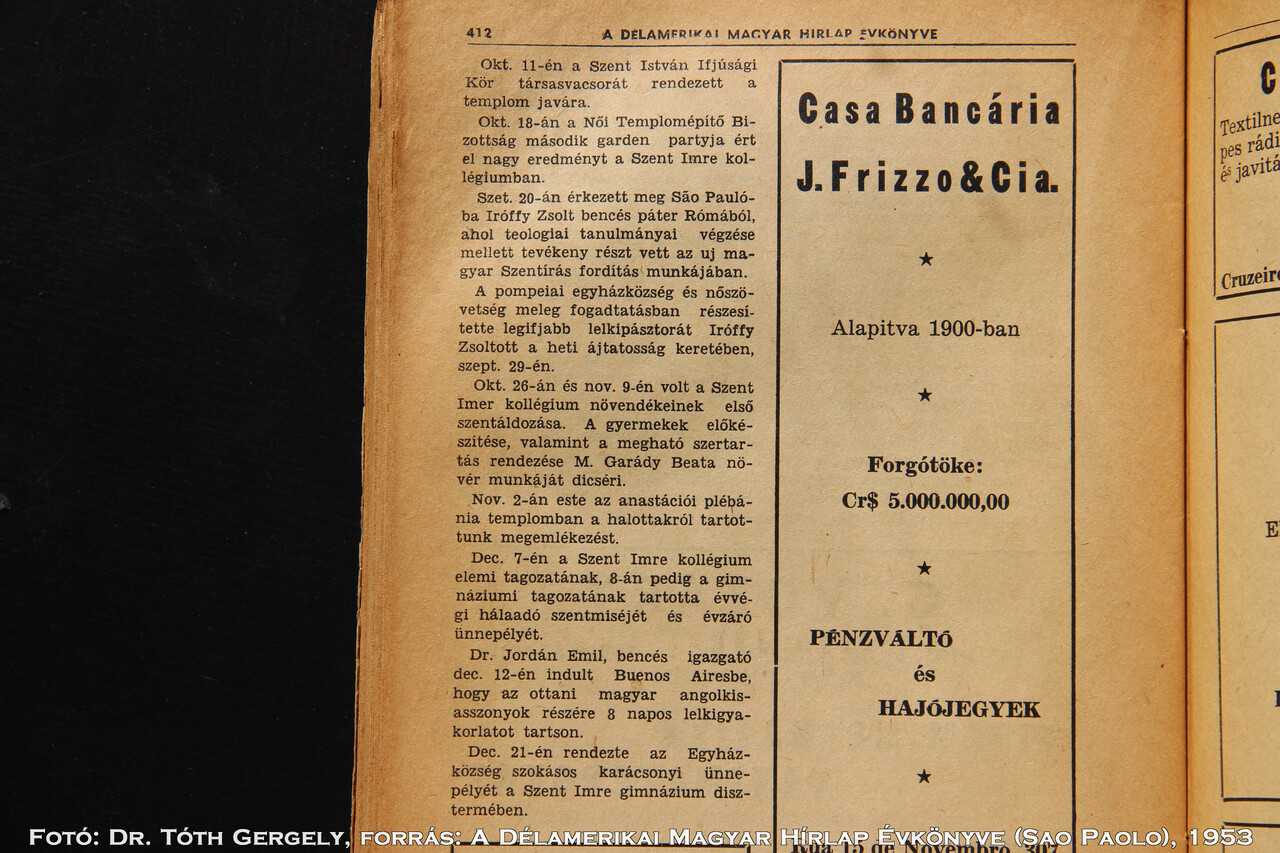 412
A DÉLAMERIKAI MAGYAR HIRLAP ÉVKÖNYVE
Okt. 11-én a Szent István Ifjúsági
Kör társasvacsorát rendezett a
templom javára.
Okt. 18-án a Női Templomépítő Bi-
zottság második garden partyja ért
el nagy eredményt a Szent Imre kol-
légiumban.
Szet. 20-án érkezett meg São Pauló-
ba Iróffy Zsolt bencés páter Rómából,
ahol teologiai tanulmányai végzése
mellett tevékeny részt vett az uj ma-
gyar Szentírás fordítás munkájában.
A pompeiai egyházközség és nőszö-
vetség meleg fogadtatásban részesí-
tette legifjabb lelkipásztorát Iróffy
Zsoltott a heti ájtatosság keretében,
szept. 29-én.
Okt. 26-án és nov. 9-én volt a Szent
Imer kollégium növendékeinek első
szentáldozása. A gyermekek előké-
szítése, valamint a megható szertar-
tás rendezése M. Garády Beata nö-
vér munkáját dicséri.
Nov. 2-án este az anastációi plébá-
nia templomban a halottakról tartot-
tunk megemlékezést.
Dec. 7-én a Szent Imre kollégium
elemi tagozatának, 8-án pedig a gim-
náziumi tagozatának tartotta évvé-
gi hálaadó szentmiséjét és évzáró
ünnepélyét.
Dr. Jordán Emil, bencés igazgató
dec. 12-én indult Buenos Airesbe,
hogy az ottani magyar angolkis-
asszonyok részére 8 napos lelkigya-
korlatot tartson.
Dec. 21-én rendezte az Egyház-
község szokásos karácsonyi ünne-
pélyét a Szent Imre gimnázium disz-
termében.
Casa Bancária
J. Frizzo & Cia.
Alapitva 1900-ban
Forgótöke:
Cr$ 5.000.000,00
PÉNZVÁLTÓ
és
HAJÓJEGYEK
Rua 15 de Novembro 307
C
Textilne
pes rádi
és javitá
Cruzeiro
Fotó: Dr. Tóth Gergely, forrás: A Délamerikai Magyar Hírlap Évkönyve (Sao Paolo), 1953